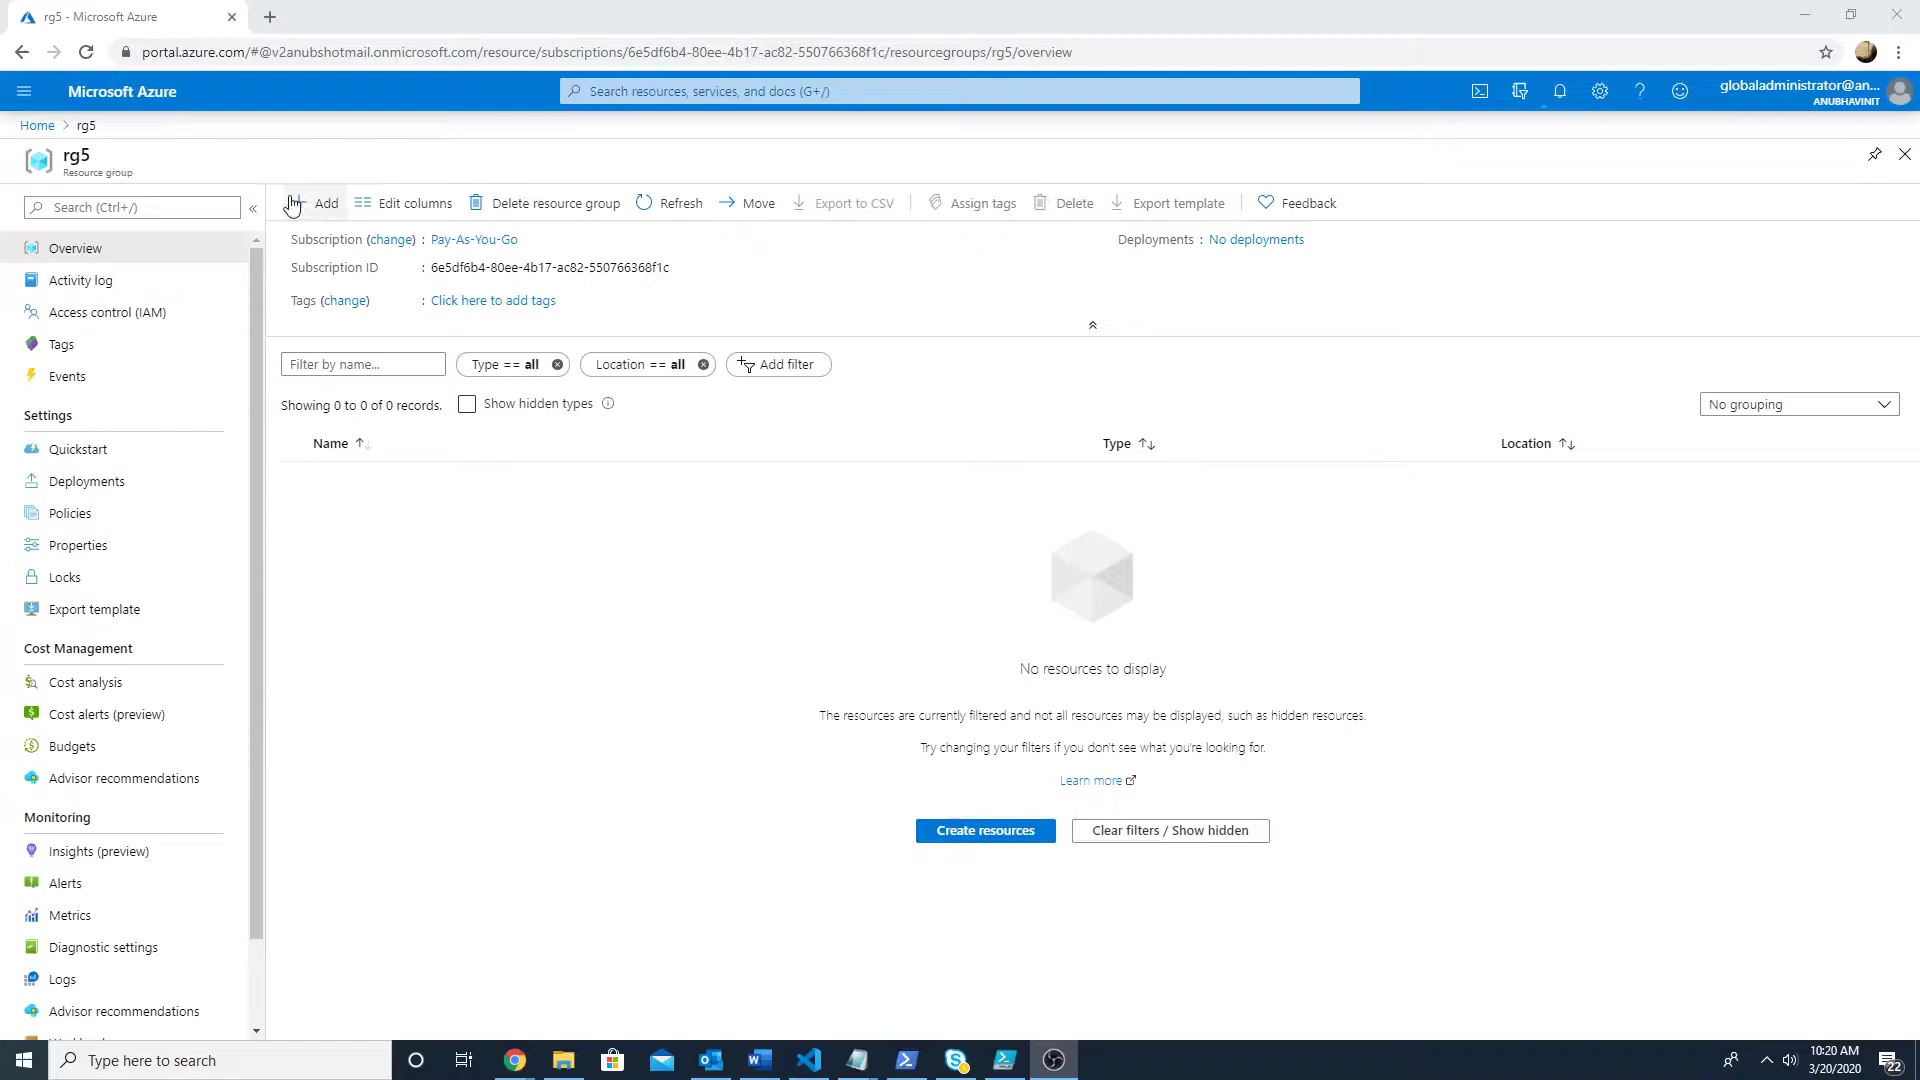 rg5 - Microsoft Azure
portal.azure.com/#@v2anubshotmail.onmicrosoft.com/resource/subscriptions/6e5df6b4-80ee-4b17-ac82-550766368f1c/resourcegroups/rg5/overview
Microsoft Azure
Search resources, services, and docs (G+/)
globaladministrator@an...
ANUBHAVINIT
Home > rg5
rg5
Resource group
Search (Ctrl+/)
Add
Edit columns
Delete resource group
Refresh
Move
Export to CSV
Assign tags
Delete
Export template
Feedback
Subscription (change) : Pay-As-You-Go
Deployments : No deployments
Subscription ID : 6e5df6b4-80ee-4b17-ac82-550766368f1c
Tags (change) : Click here to add tags
Overview
Activity log
Access control (IAM)
Tags
Events
Settings
Quickstart
Deployments
Policies
Properties
Locks
Export template
Cost Management
Cost analysis
Cost alerts (preview)
Budgets
Advisor recommendations
Monitoring
Insights (preview)
Alerts
Metrics
Diagnostic settings
Logs
Advisor recommendations
Filter by name...
Type == all
Location == all
Add filter
Showing 0 to 0 of 0 records.
Show hidden types
No grouping
Name
Type
Location
No resources to display
The resources are currently filtered and not all resources may be displayed, such as hidden resources.
Try changing your filters if you don't see what you're looking for.
Learn more
Create resources
Clear filters / Show hidden
Type here to search
10:20 AM
3/20/2020
22